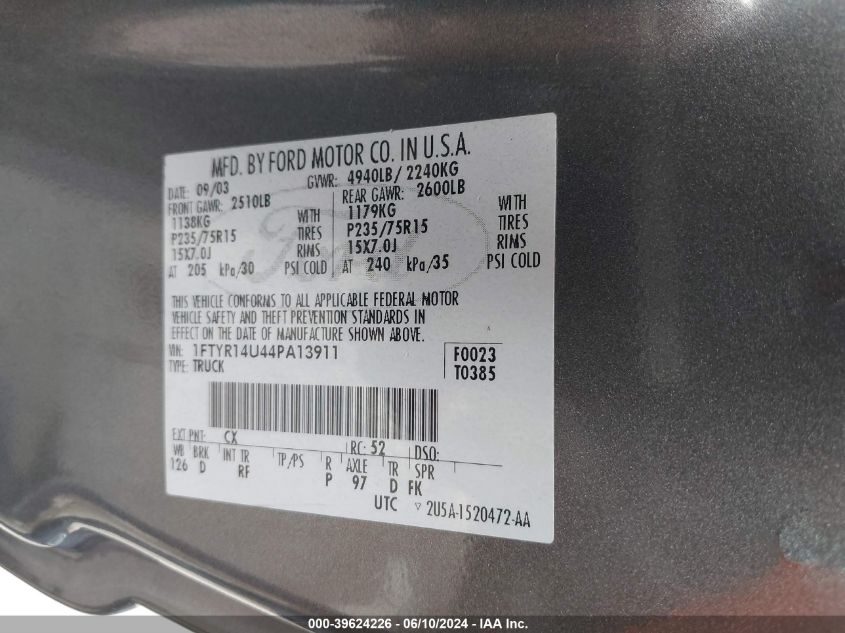 MFD. BY FORD MOTOR CO. IN U.S.A.
DATE: 09/03 GVWR: 4940LB/ 2240KG
FRONT GAWR: 2510LB REAR GAWR: 2600LB
1138KG WITH 1179KG WITH
P235/75R15 TIRES P235/75R15 TIRES
15X7.0J RIMS 15X7.0J RIMS
AT 205 kPa/30 PSI COLD AT 240 kPa/35 PSI COLD
Ford
THIS VEHICLE CONFORMS TO ALL APPLICABLE FEDERAL MOTOR
VEHICLE SAFETY AND THEFT PREVENTION STANDARDS IN
EFFECT ON THE DATE OF MANUFACTURE SHOWN ABOVE.
VIN: 1FTYR14U44PA13911 F0023
TYPE: TRUCK T0385
EXT PNT: CX RC: 52 DSO:
WB BRK INT TR TP/PS R AXLE TR SPR
126 D RF P 97 D FK
UTC ▽ 2U5A-1520472-AA
000-39624226 - 06/10/2024 - IAA Inc.